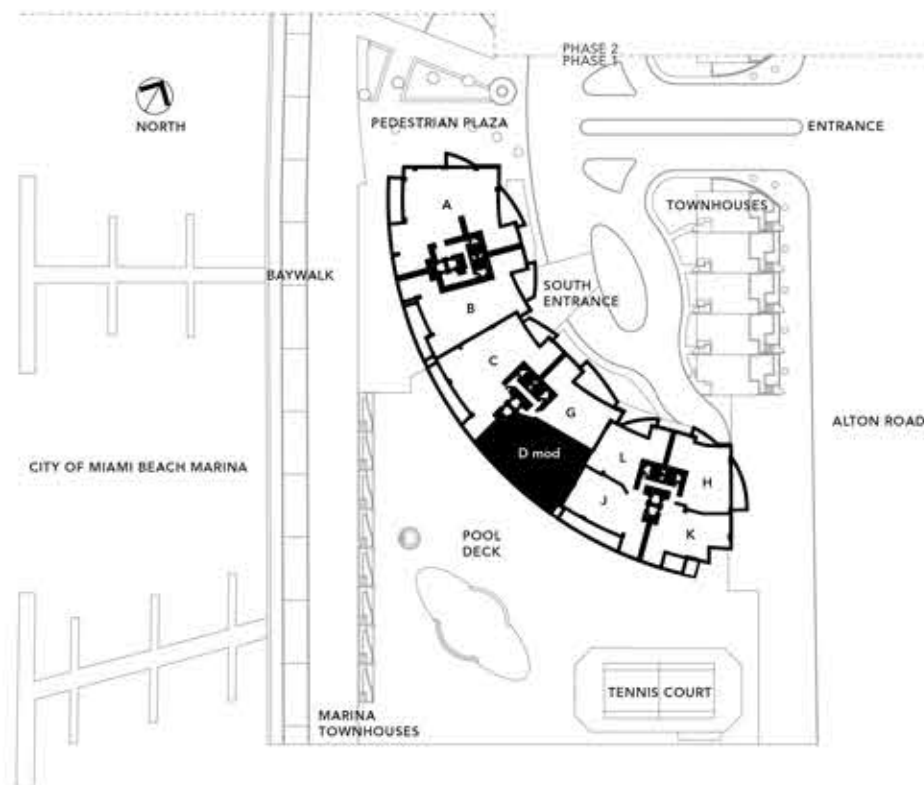 PHASE 2
PHASE 1
NORTH
PEDESTRIAN PLAZA
ENTRANCE
TOWNHOUSES
A
BAYWALK
SOUTH
ENTRANCE
B
C
G
ALTON ROAD
D mod
L
H
CITY OF MIAMI BEACH MARINA
J
K
POOL
DECK
TENNIS COURT
MARINA
TOWNHOUSES